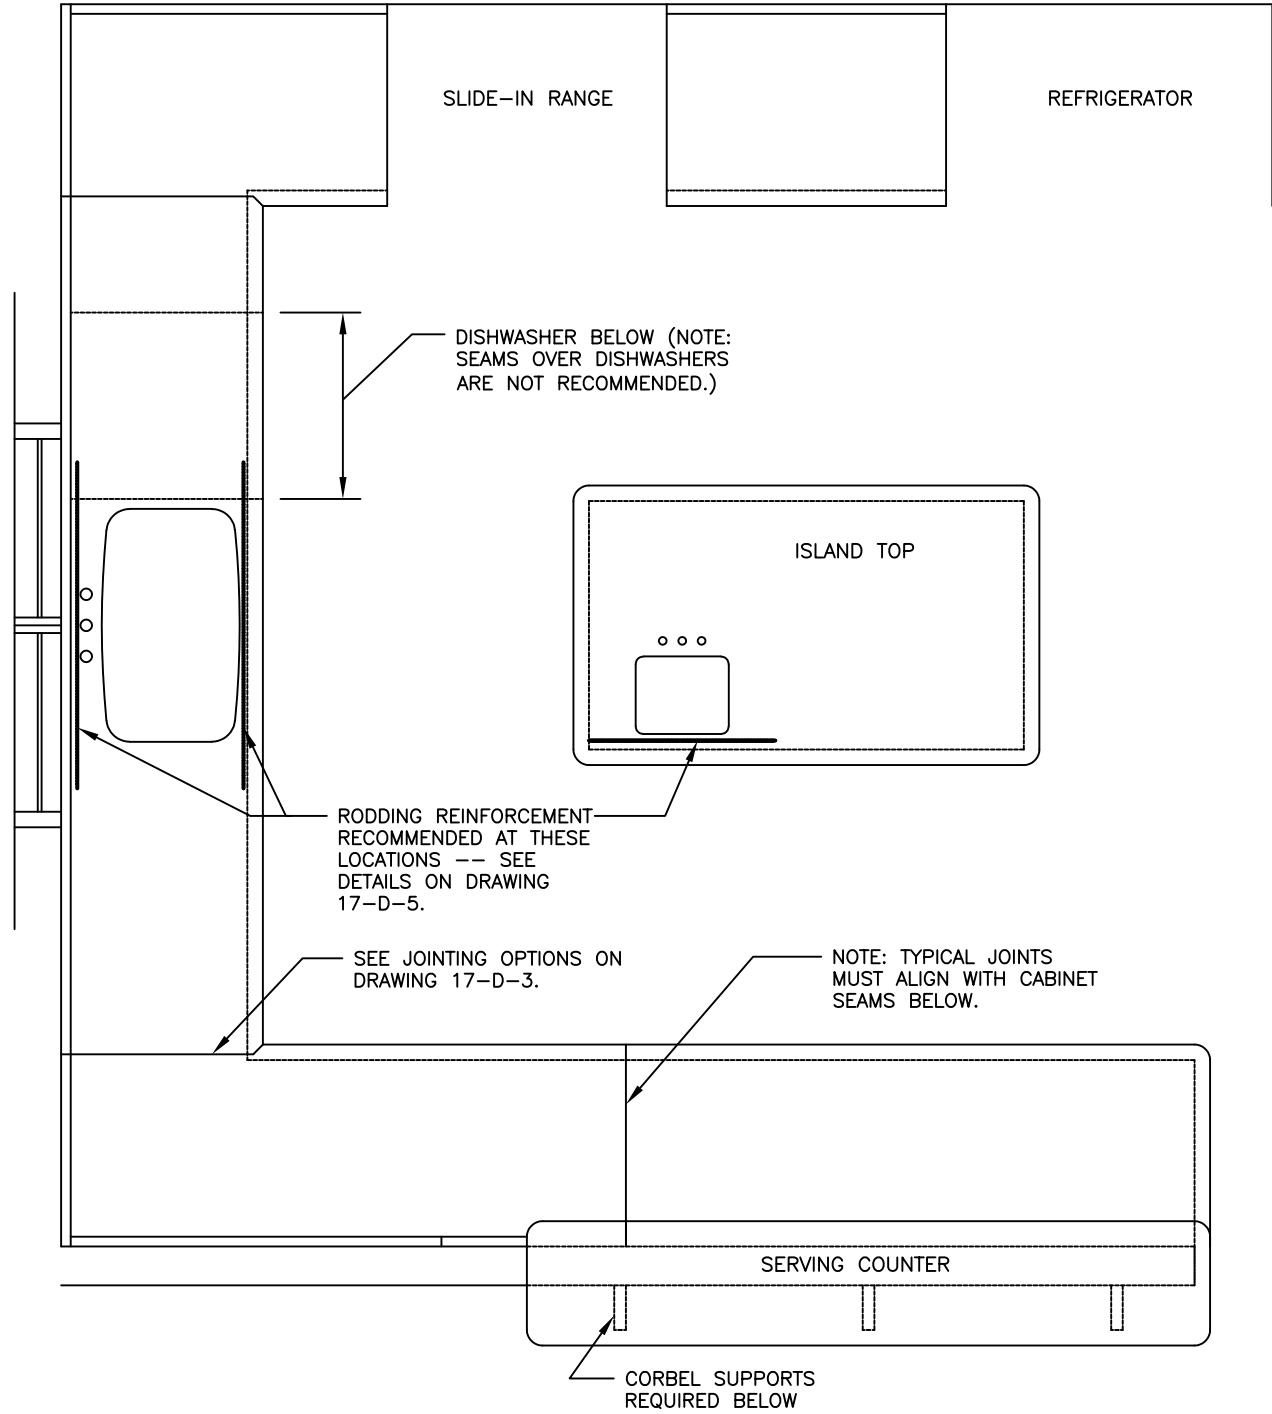 SLIDE-IN RANGE
REFRIGERATOR
DISHWASHER BELOW (NOTE:
SEAMS OVER DISHWASHERS
ARE NOT RECOMMENDED.)
ISLAND TOP
RODDING REINFORCEMENT
RECOMMENDED AT THESE
LOCATIONS -- SEE
DETAILS ON DRAWING
17-D-5.
SEE JOINTING OPTIONS ON
DRAWING 17-D-3.
NOTE: TYPICAL JOINTS
MUST ALIGN WITH CABINET
SEAMS BELOW.
SERVING COUNTER
CORBEL SUPPORTS
REQUIRED BELOW